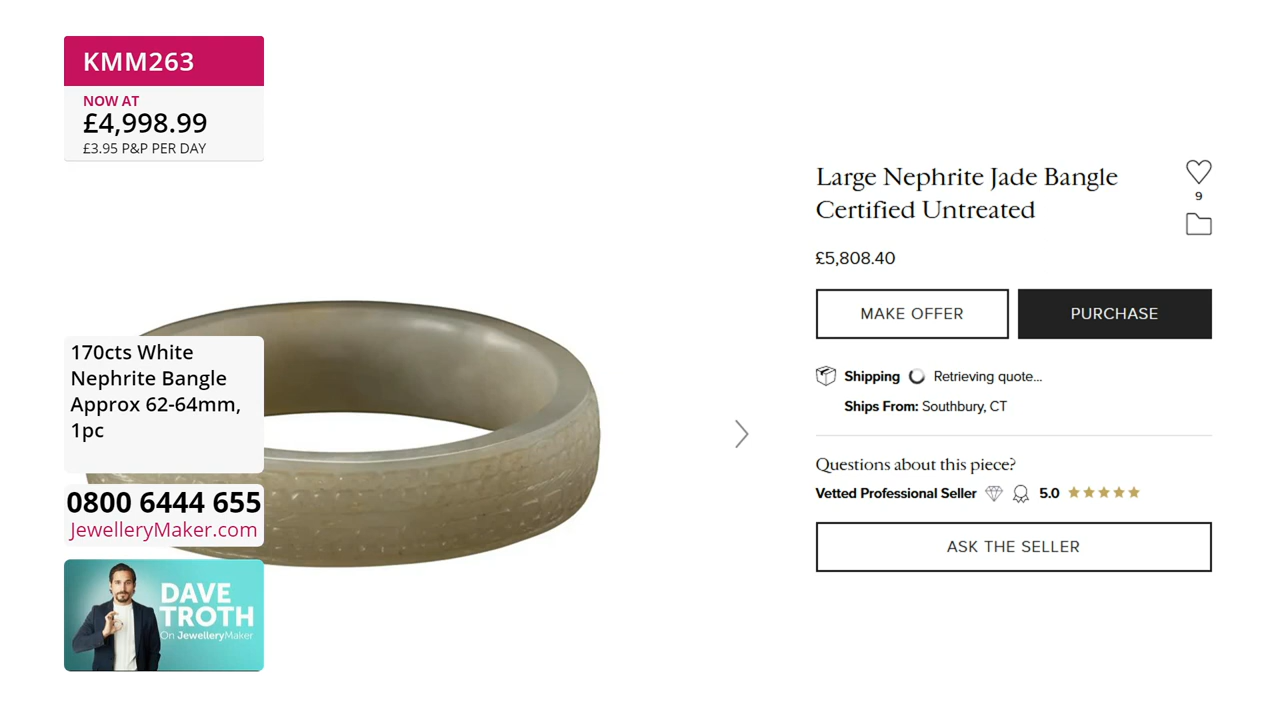 KMM263
NOW AT
£4,998.99
£3.95 P&P PER DAY
170cts White
Nephrite Bangle
Approx 62-64mm,
1pc
0800 6444 655
JewelleryMaker.com
DAVE
TROTH
On JewelleryMaker
Large Nephrite Jade Bangle
Certified Untreated
9
£5,808.40
MAKE OFFER
PURCHASE
Shipping Retrieving quote...
Ships From: Southbury, CT
Questions about this piece?
Vetted Professional Seller 5.0
ASK THE SELLER